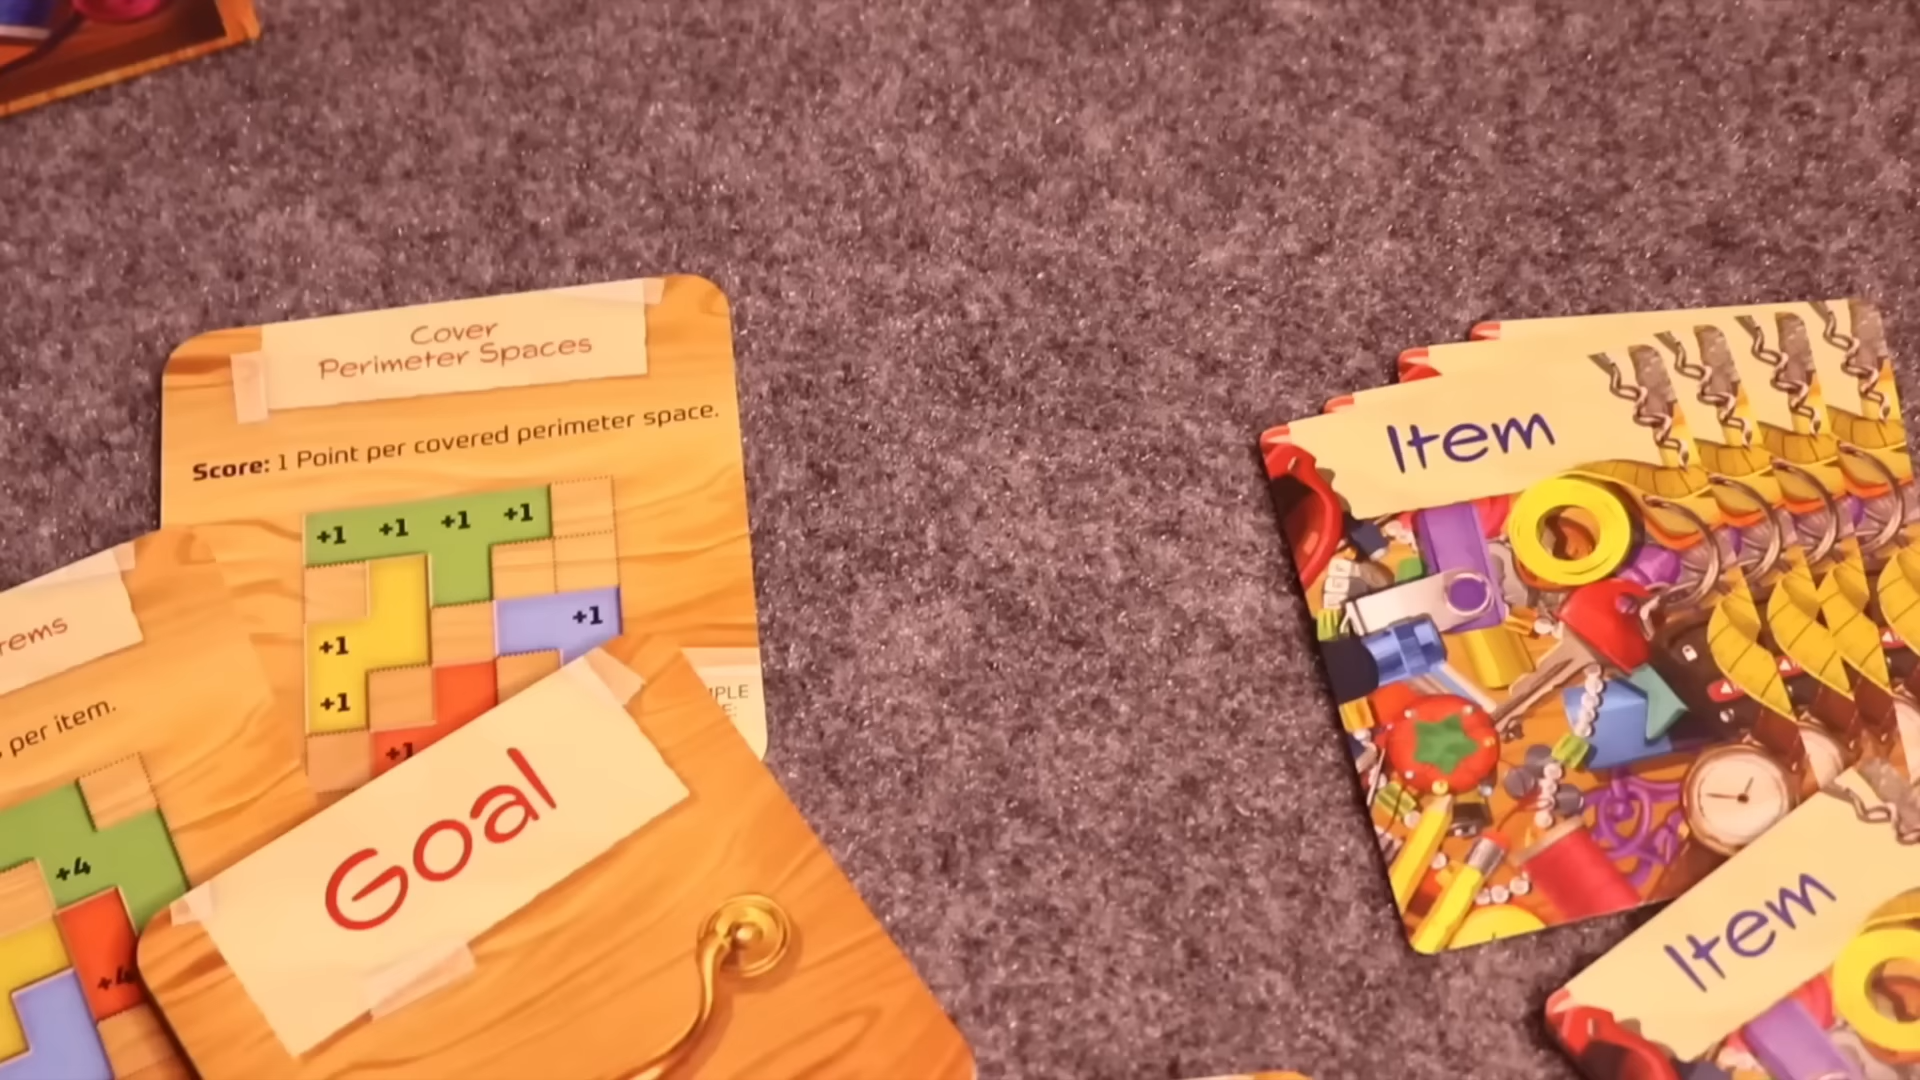 Cover
Perimeter Spaces
Score: 1 Point per covered perimeter space.
+1 +1 +1 +1
+1
+1
+1
+1
per item.
+4
+4
Goal
Item
Item